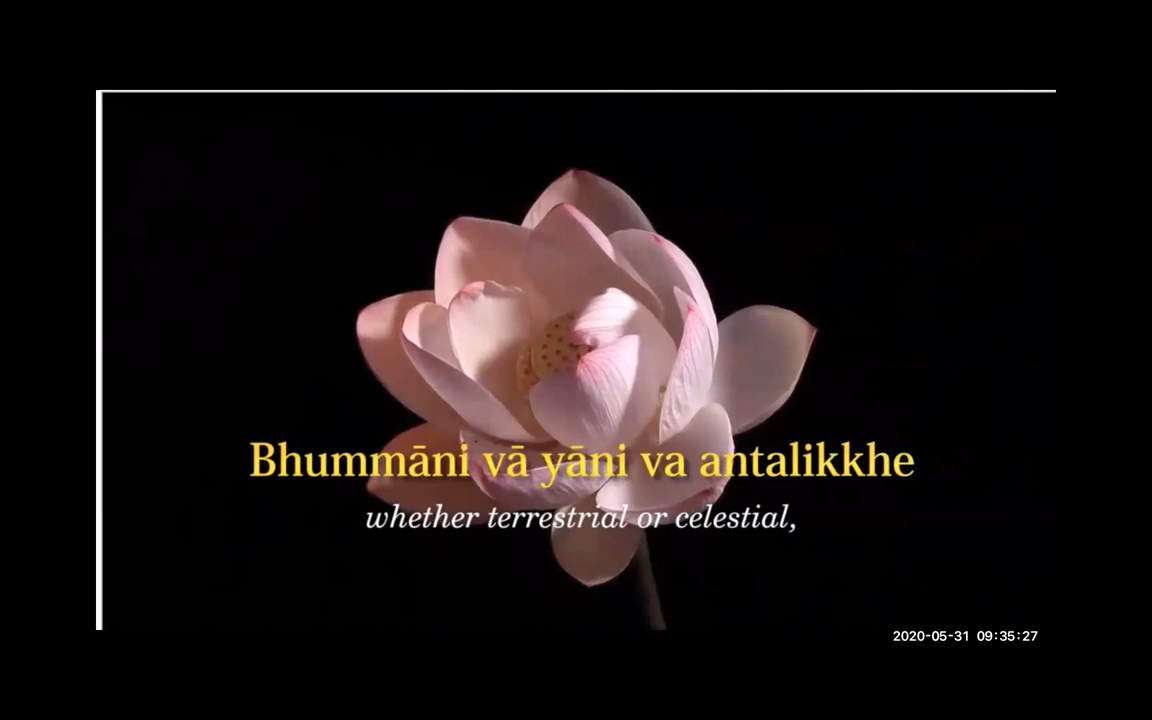 Bhummāni vā yāni va antalikkhe
whether terrestrial or celestial,
2020-05-31 09:35:27